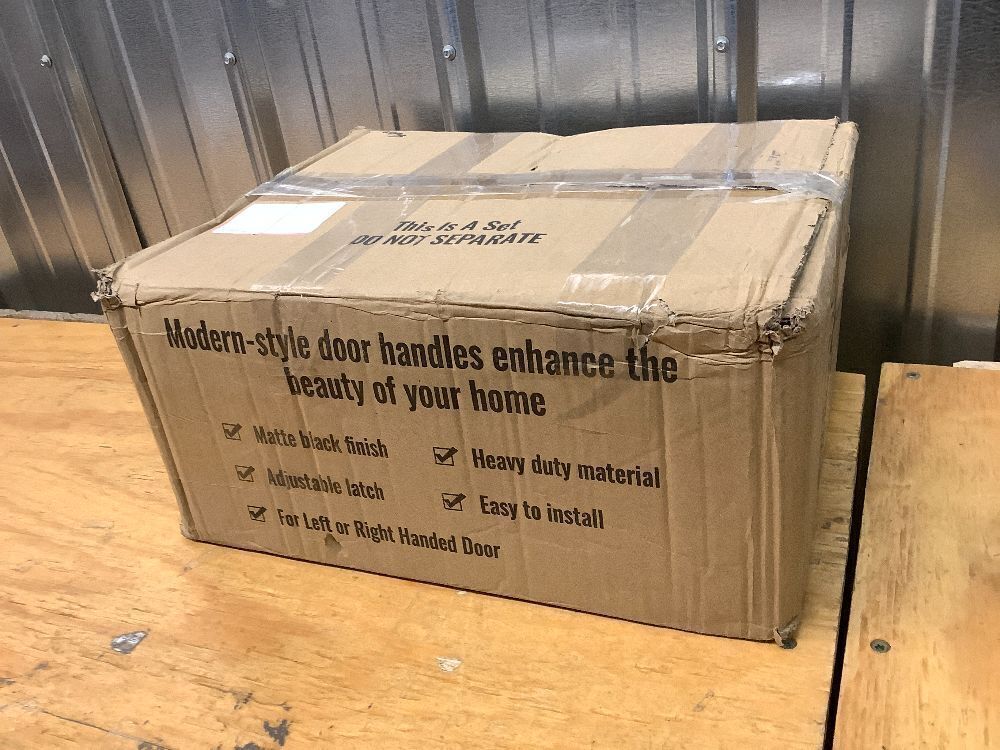 This Is A Set
DO NOT SEPARATE
Modern-style door handles enhance the
beauty of your home
Matte black finish
Heavy duty material
Adjustable latch
Easy to install
For Left or Right Handed Door